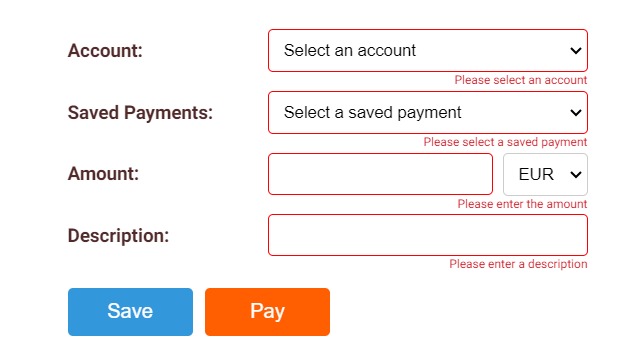 Account:
Select an account
Please select an account
Saved Payments:
Select a saved payment
Please select a saved payment
Amount:
EUR
Please enter the amount
Description:
Please enter a description
Save
Pay